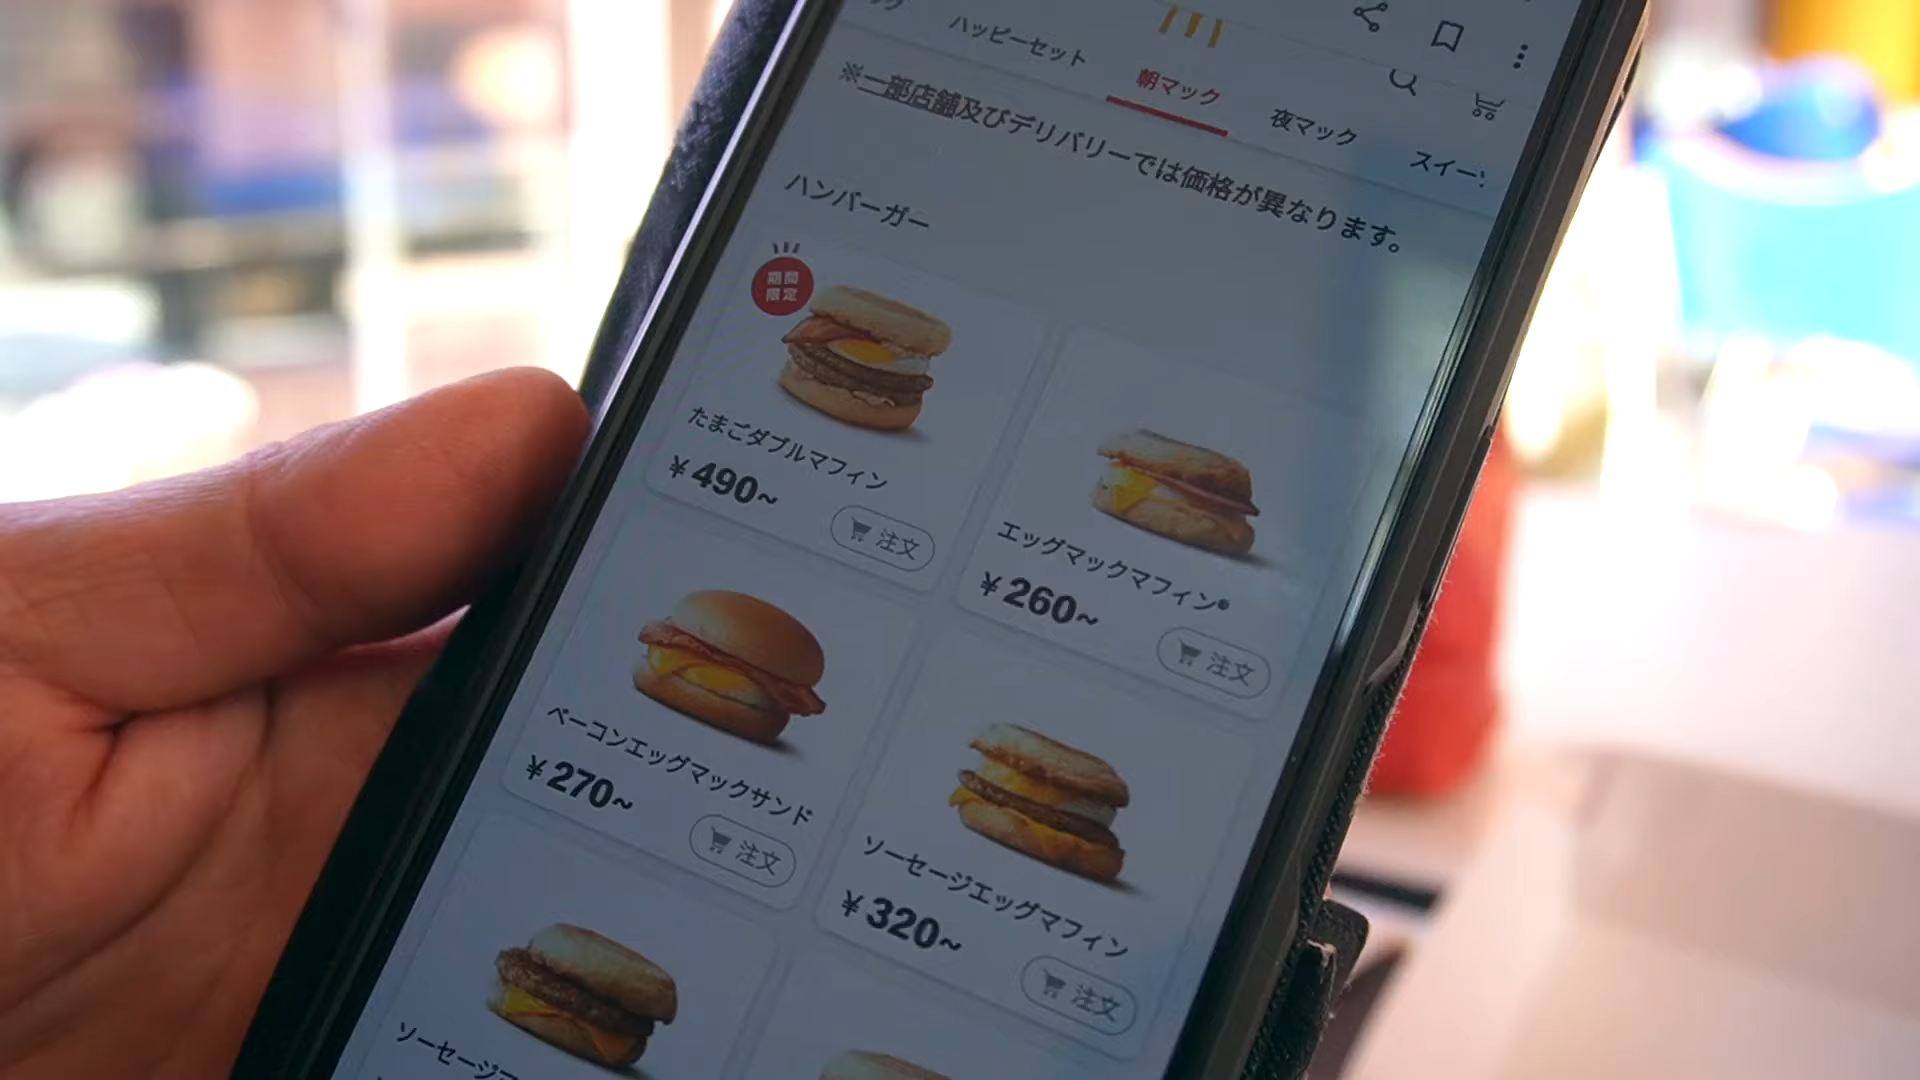 ハッピーセット
朝マック
夜マック
スイー
※一部店舗及びデリバリーでは価格が異なります。
ハンバーガー
期間
限定
たまごダブルマフィン
¥490~
注文
エッグマックマフィン®
¥260~
注文
ベーコンエッグマックサンド
¥270~
注文
ソーセージエッグマフィン
¥320~
注文
ソーセージ